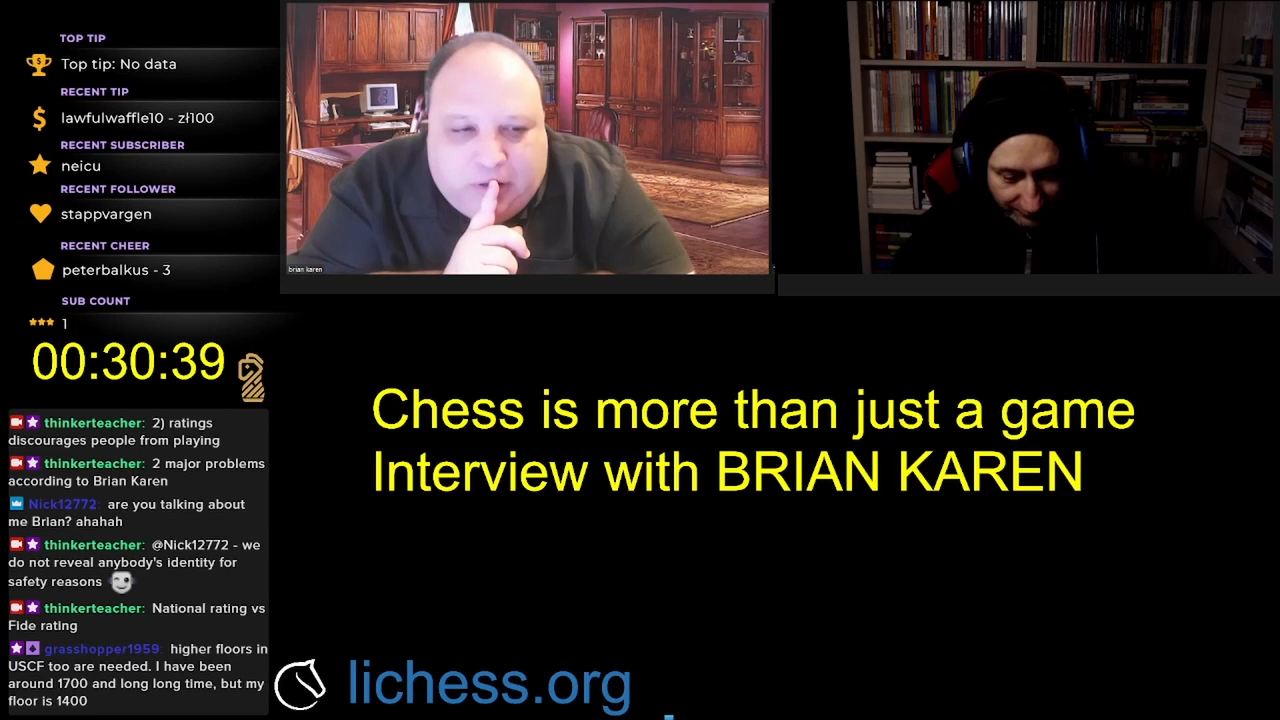 TOP TIP
Top tip: No data
RECENT TIP
lawfulwaffle10 - zł100
RECENT SUBSCRIBER
neicu
RECENT FOLLOWER
stappvargen
RECENT CHEER
peterbalkus - 3
SUB COUNT
1
00:30:39
thinkerteacher: 2) ratings
discourages people from playing
thinkerteacher: 2 major problems
according to Brian Karen
Nick12772: are you talking about
me Brian? ahahah
thinkerteacher: @Nick12772 - we
do not reveal anybody's identity for
safety reasons
thinkerteacher: National rating vs
Fide rating
grasshopper1959: higher floors in
USCF too are needed. I have been
around 1700 and long long time, but my
floor is 1400
brian karen
Chess is more than just a game
Interview with BRIAN KAREN
lichess.org